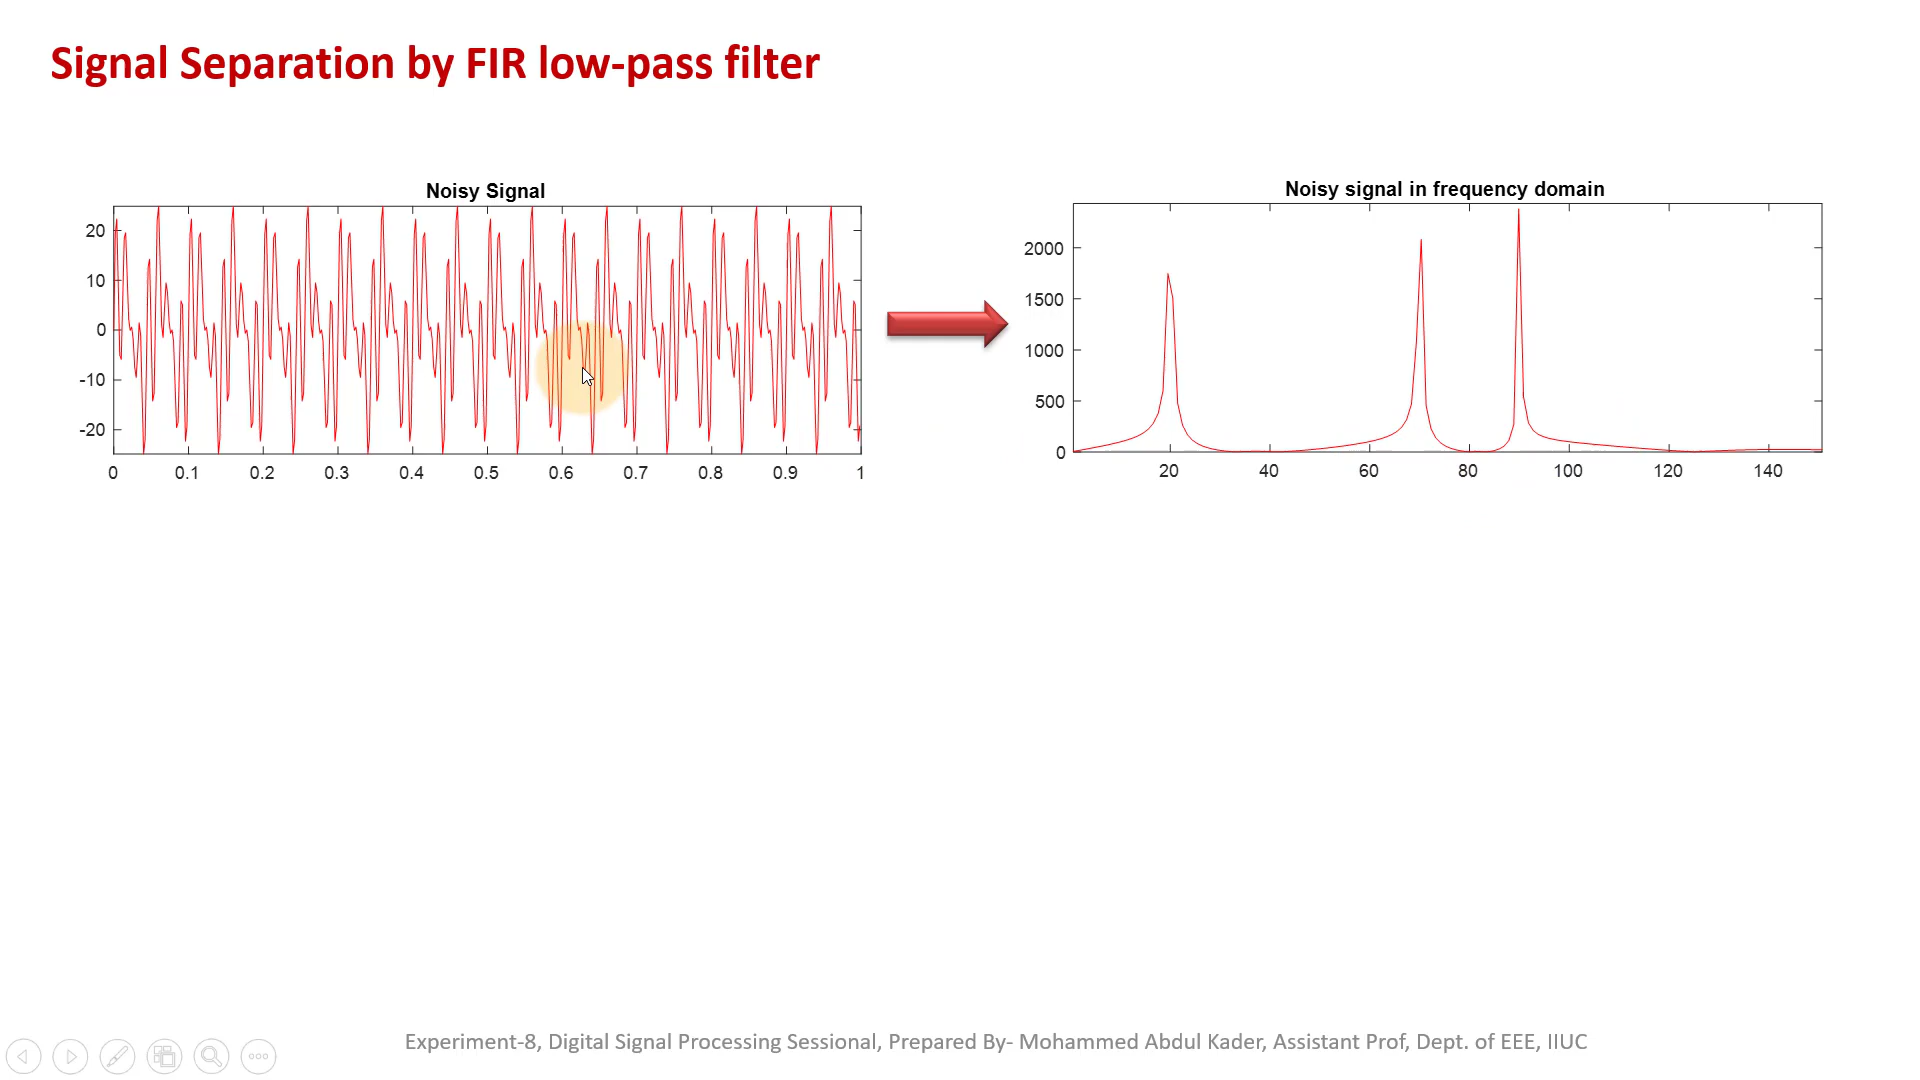 Signal Separation by FIR low-pass filter
Noisy Signal
20
10
0
-10
-20
0 0.1 0.2 0.3 0.4 0.5 0.6 0.7 0.8 0.9 1
Noisy signal in frequency domain
2000
1500
1000
500
0
20 40 60 80 100 120 140
Experiment-8, Digital Signal Processing Sessional, Prepared By- Mohammed Abdul Kader, Assistant Prof, Dept. of EEE, IIUC